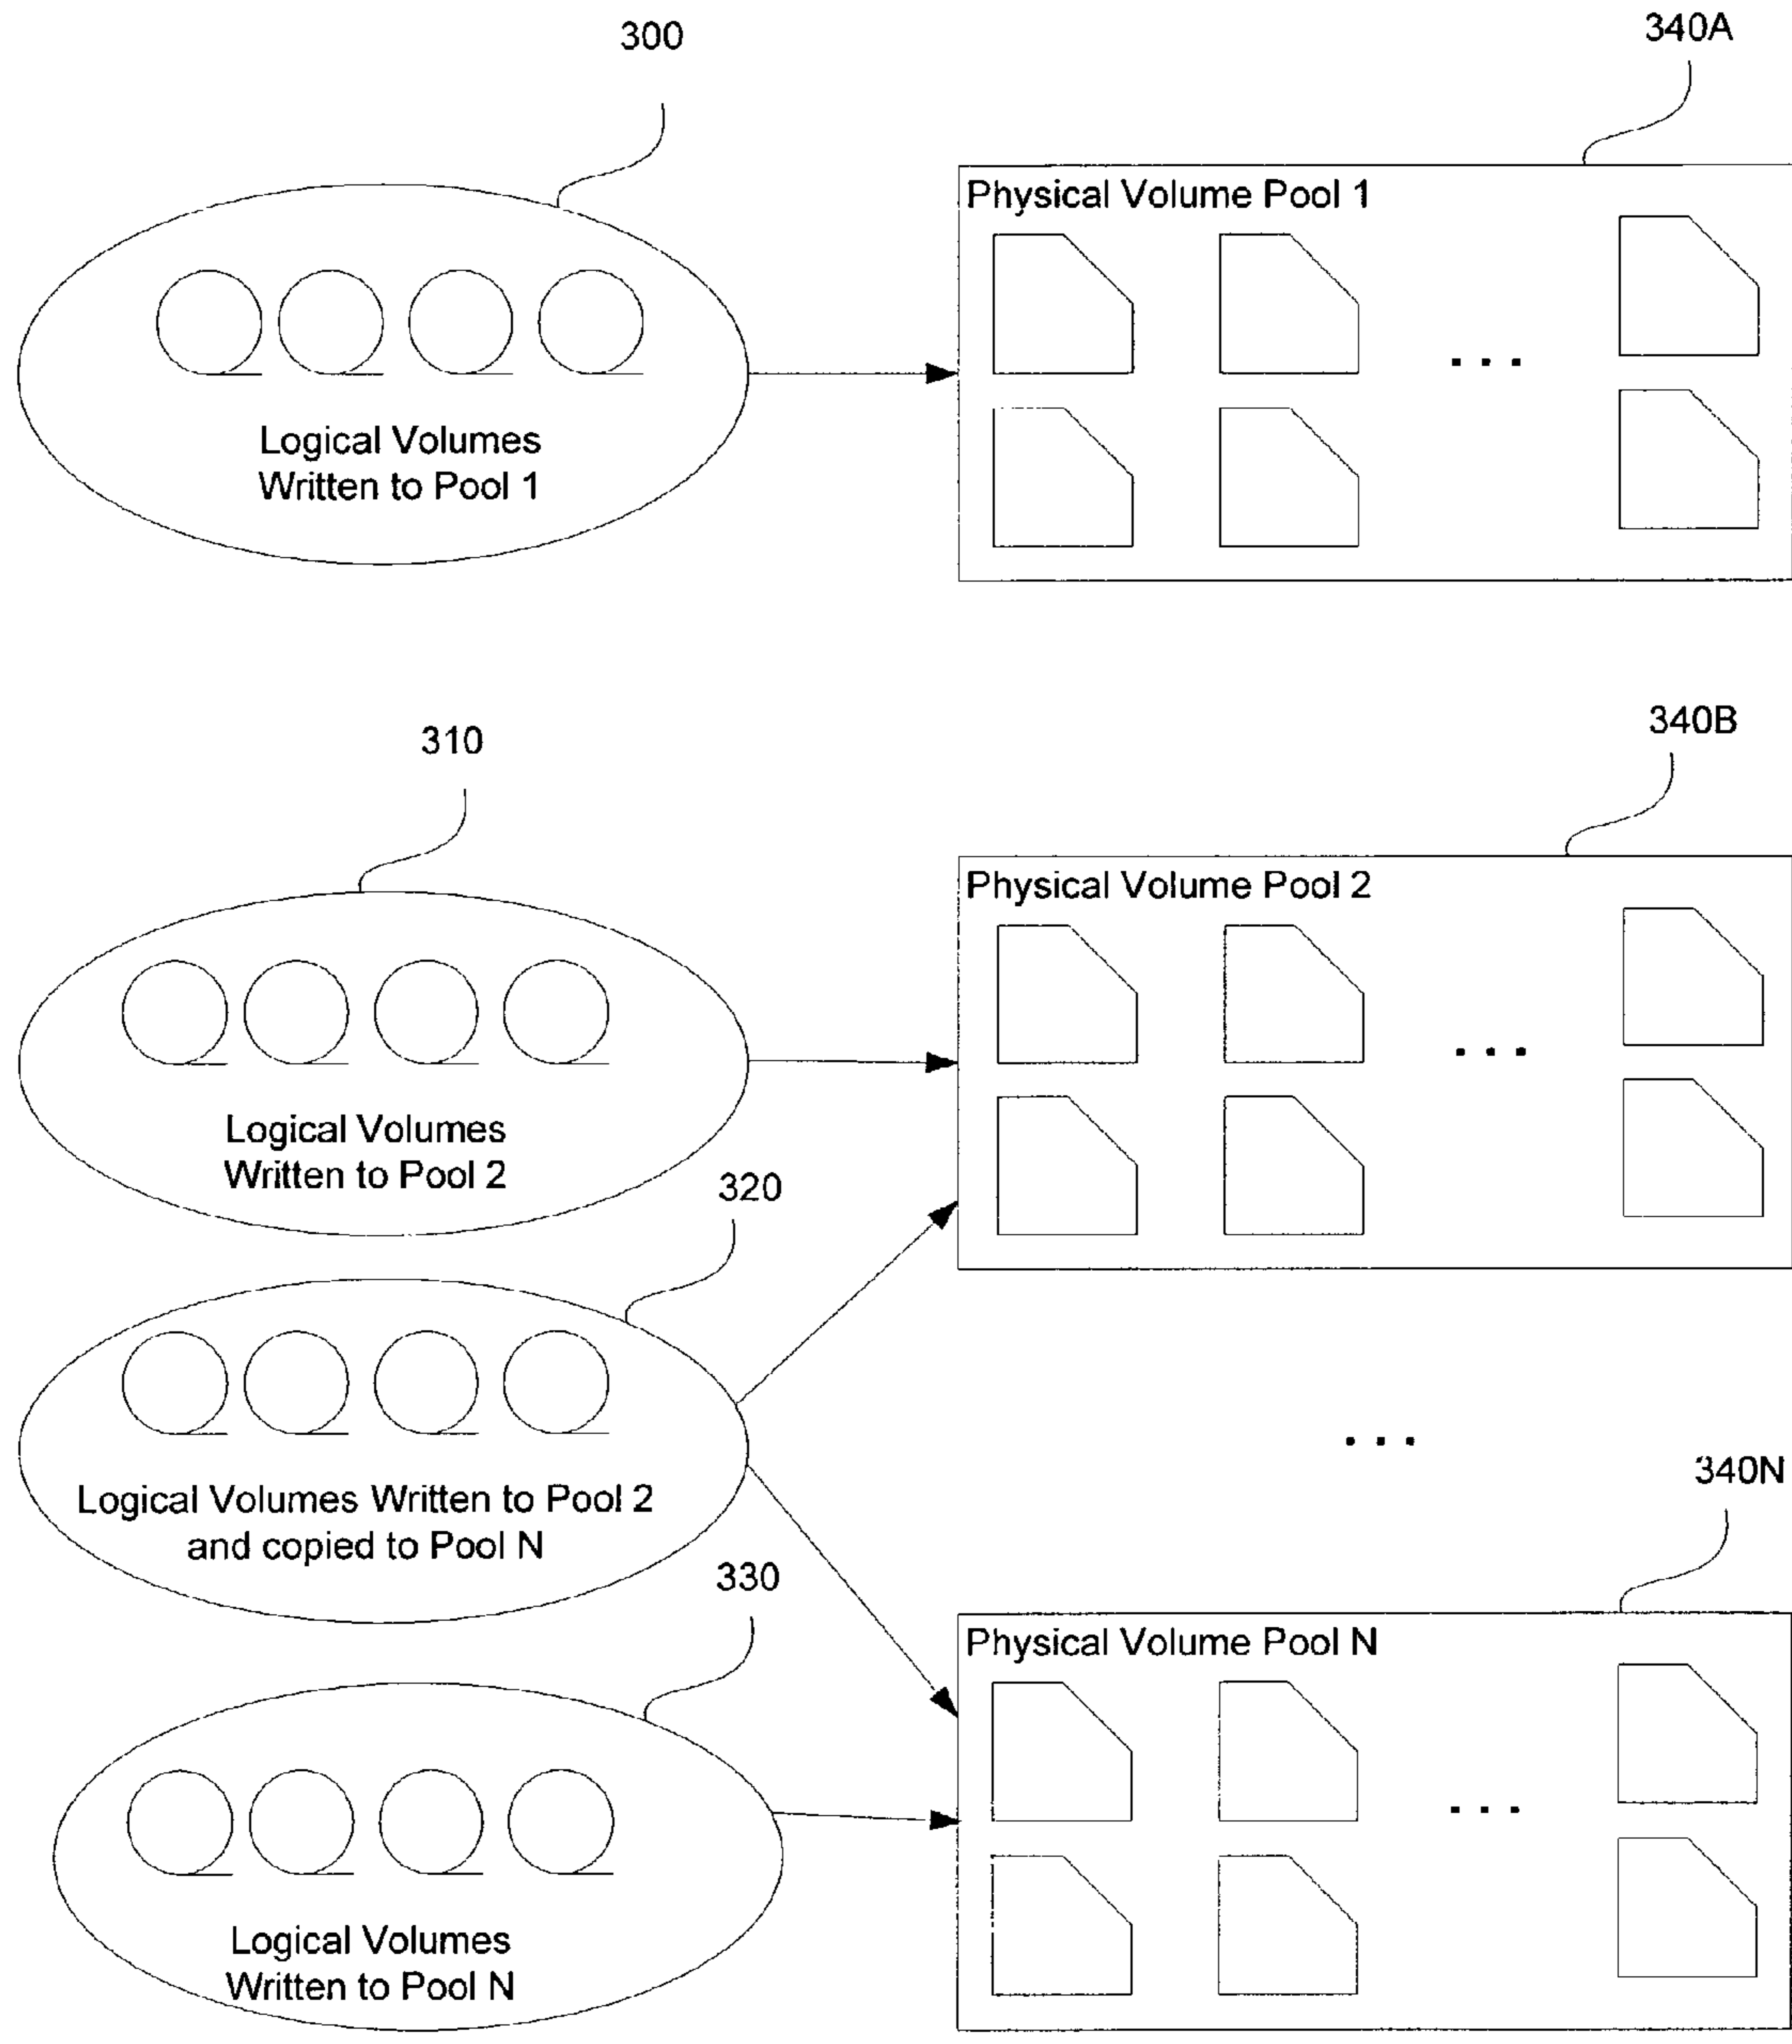 300
340A
Physical Volume Pool 1
. . .
Logical Volumes
Written to Pool 1
310
340B
Physical Volume Pool 2
. . .
Logical Volumes
Written to Pool 2
320
. . .
Logical Volumes Written to Pool 2
and copied to Pool N
340N
330
Physical Volume Pool N
. . .
Logical Volumes
Written to Pool N